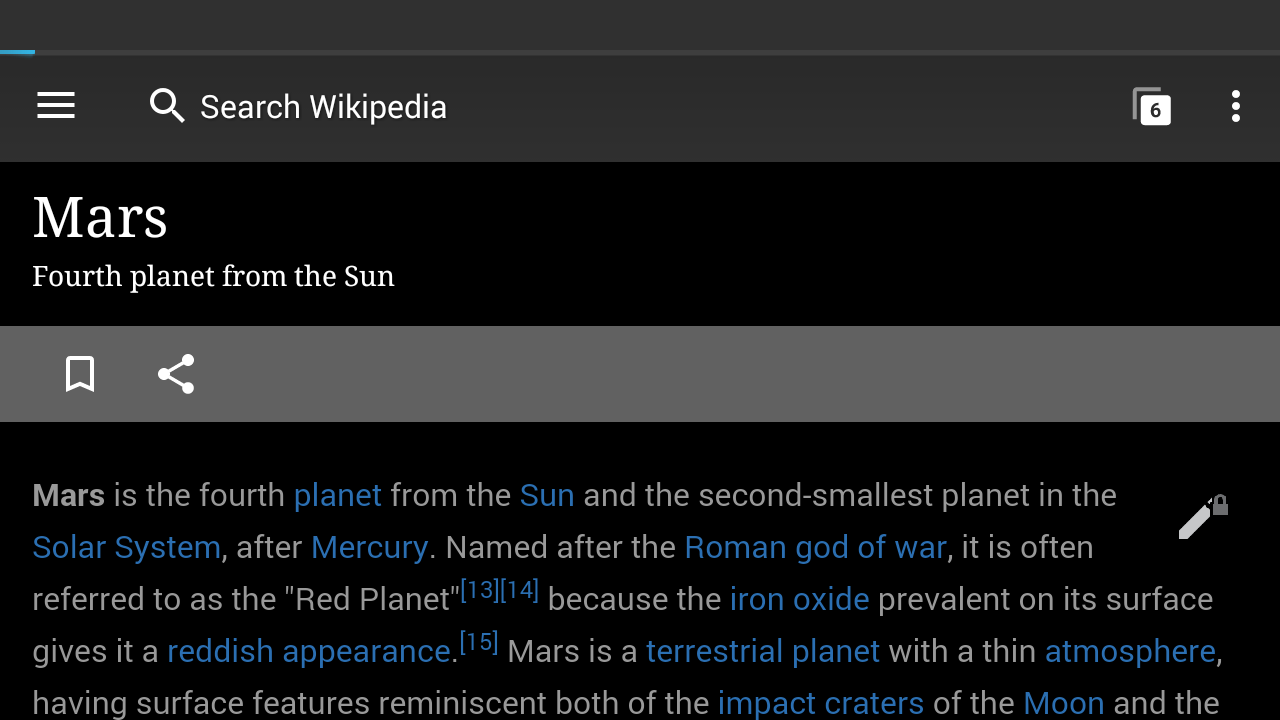 Search Wikipedia
6
Mars
Fourth planet from the Sun
Mars is the fourth planet from the Sun and the second-smallest planet in the
Solar System, after Mercury. Named after the Roman god of war, it is often
referred to as the "Red Planet"[13][14] because the iron oxide prevalent on its surface
gives it a reddish appearance.[15] Mars is a terrestrial planet with a thin atmosphere,
having surface features reminiscent both of the impact craters of the Moon and the